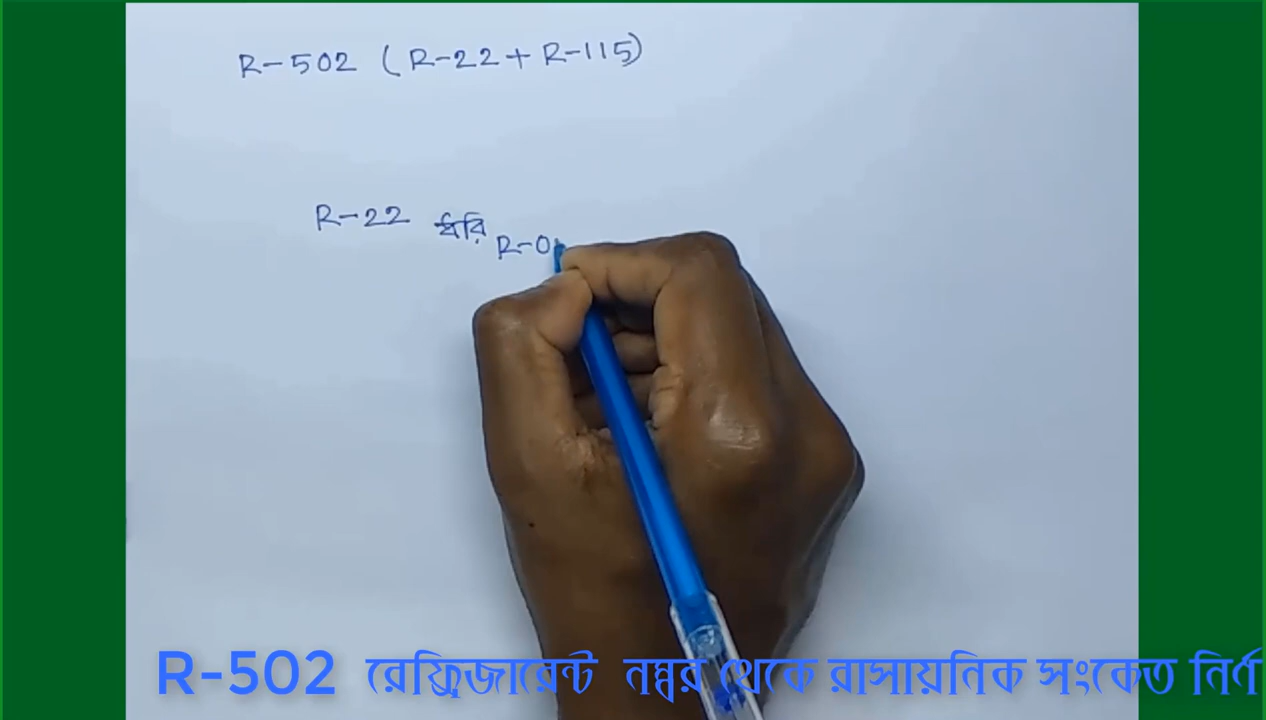 R-502 (R-22 + R-115)
R-22 ধরি
R-0
R-502 রেফ্রিজারেন্ট নম্বর থেকে রাসায়নিক সংকেত নির্ণ